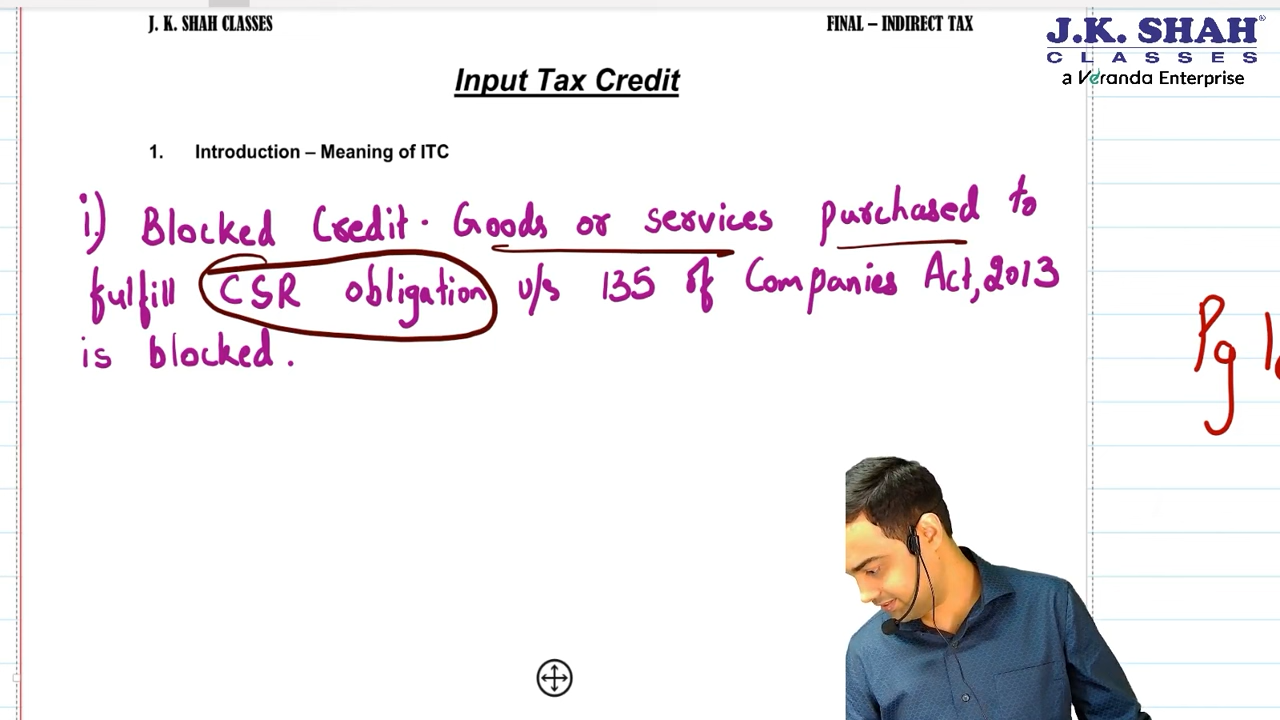 J. K. SHAH CLASSES
FINAL – INDIRECT TAX
J.K. SHAH®
CLASSES
a Veranda Enterprise
Input Tax Credit
1. Introduction – Meaning of ITC
i.) Blocked Credit. Goods or services purchased to
fulfill CSR obligation u/s 135 of Companies Act, 2013
is blocked.
Pg